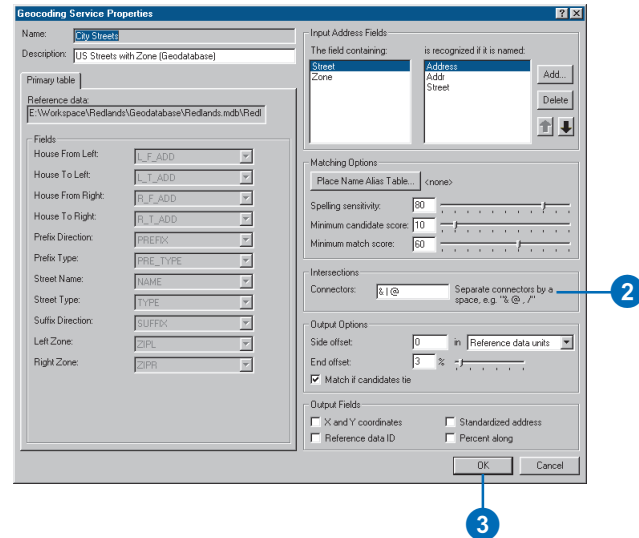 Geocoding Service Properties
Name: City Streets
Description: US Streets with Zone (Geodatabase)
Primary table
Reference data:
E:\Workspace\Redlands\Geodatabase\Redlands.mdb\Redl
Fields
House From Left: L_F_ADD
House To Left: L_T_ADD
House From Right: R_F_ADD
House To Right: R_T_ADD
Prefix Direction: PREFIX
Prefix Type: PRE_TYPE
Street Name: NAME
Street Type: TYPE
Suffix Direction: SUFFIX
Left Zone: ZIPL
Right Zone: ZIPR
Input Address Fields
The field containing: is recognized if it is named:
Street
Zone
Address
Addr
Street
Add...
Delete
Matching Options
Place Name Alias Table... <none>
Spelling sensitivity: 80
Minimum candidate score: 10
Minimum match score: 60
Intersections
Connectors: & | @ Separate connectors by a
space, e.g. "% @ , /"
2
Output Options
Side offset: 0 in Reference data units
End offset: 3 %
Match if candidates tie
Output Fields
X and Y coordinates Standardized address
Reference data ID Percent along
OK Cancel
3